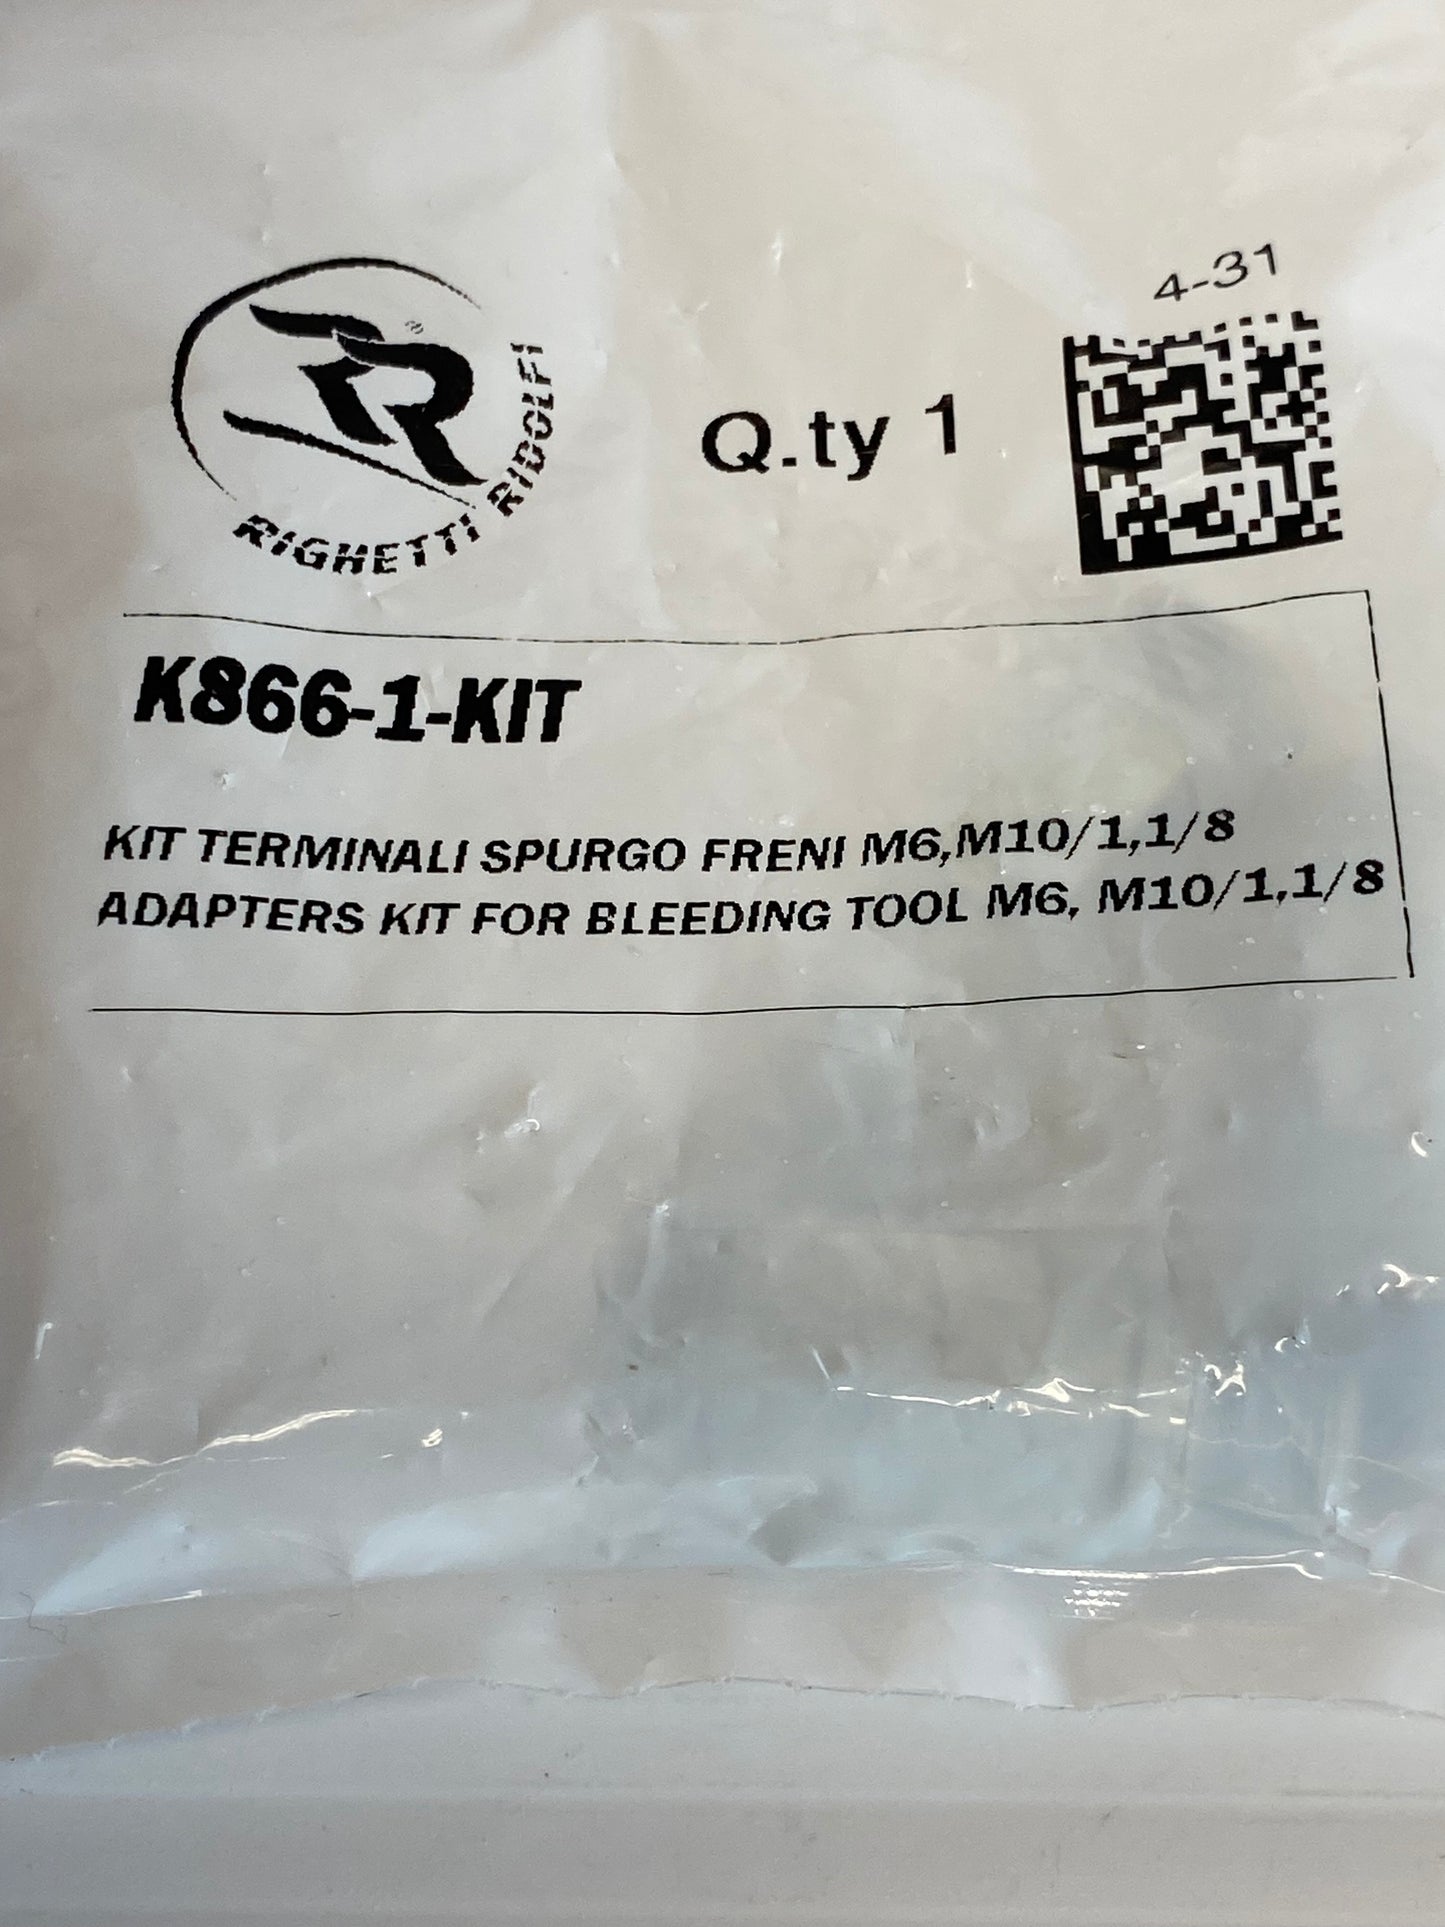 RIGHETTI RIDOLFI
®
Q.ty 1
4-31
K866-1-KIT
KIT TERMINALI SPURGO FRENI M6,M10/1,1/8
ADAPTERS KIT FOR BLEEDING TOOL M6, M10/1,1/8